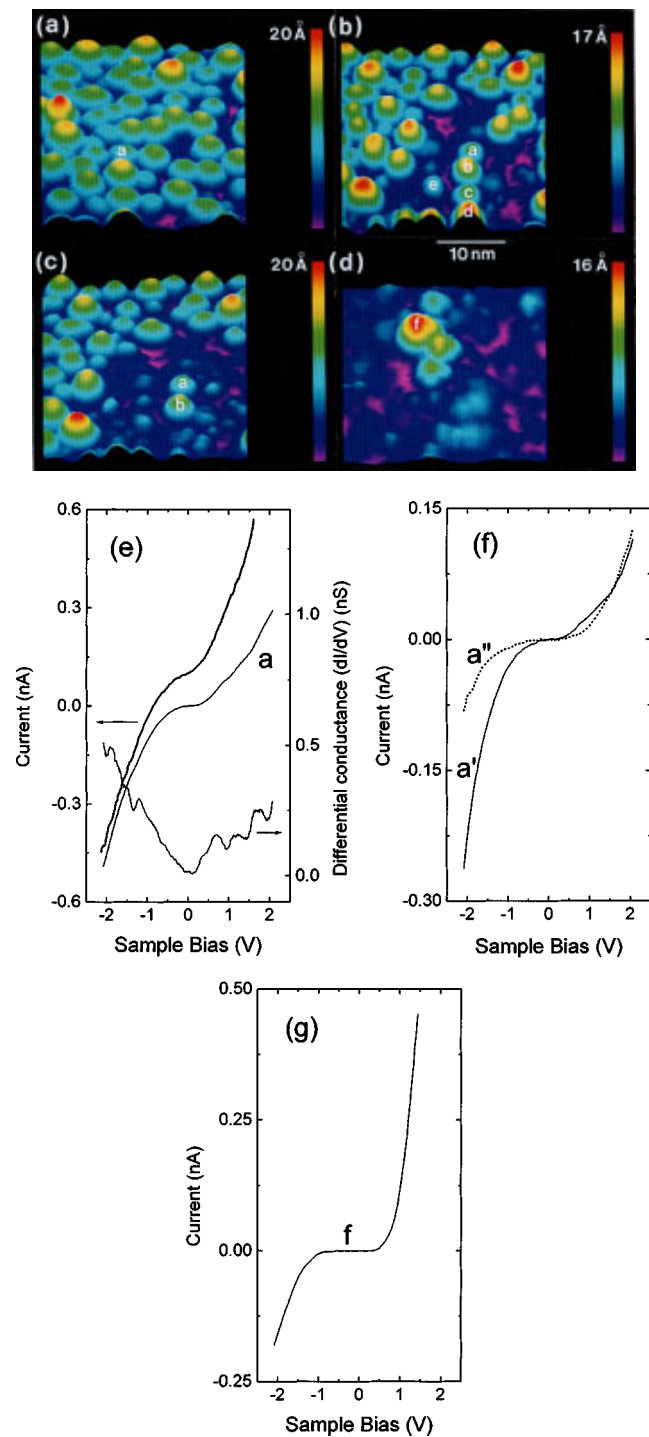 (a)
20Å
a
(b)
17Å
a
b
c
d
e
10 nm
(c)
20Å
a
b
(d)
16Å
f
(e)
0.6
0.3
0.0
-0.3
-0.6
Current (nA)
a
1.0
0.5
0.0
Differential conductance (dI/dV) (nS)
-2 -1 0 1 2
Sample Bias (V)
(f)
0.15
0.00
-0.15
-0.30
Current (nA)
a"
a'
-2 -1 0 1 2
Sample Bias (V)
(g)
0.50
0.25
0.00
-0.25
Current (nA)
f
-2 -1 0 1 2
Sample Bias (V)